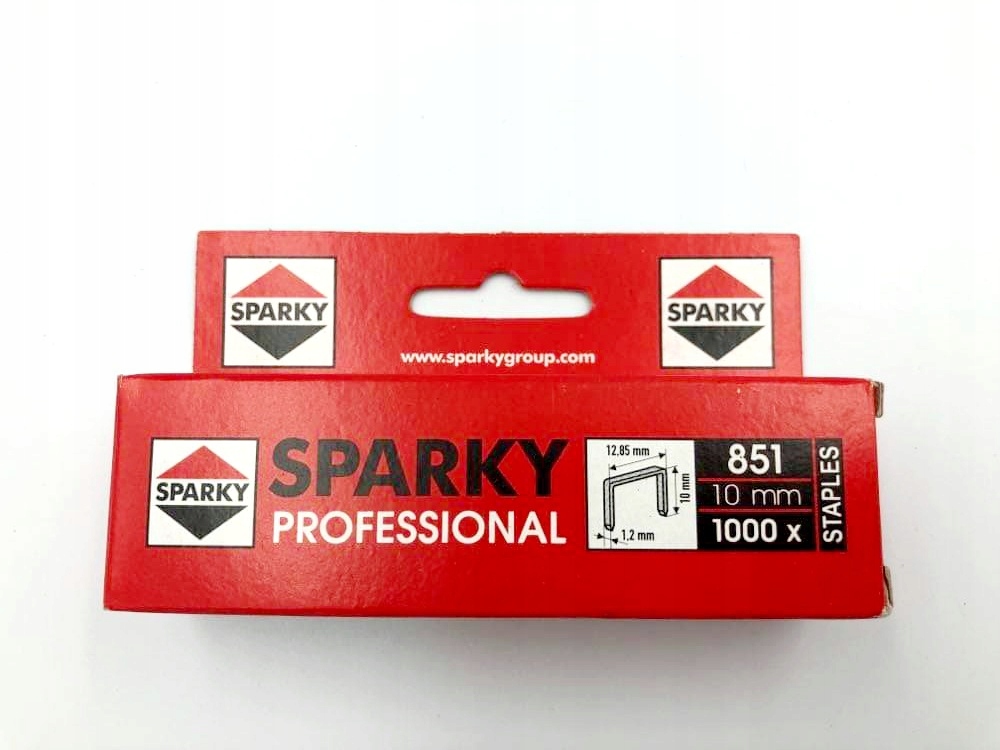 SPARKY
SPARKY
www.sparkygroup.com
SPARKY
SPARKY
PROFESSIONAL
12,85 mm
10 mm
1,2 mm
851
10 mm
1000 x
STAPLES